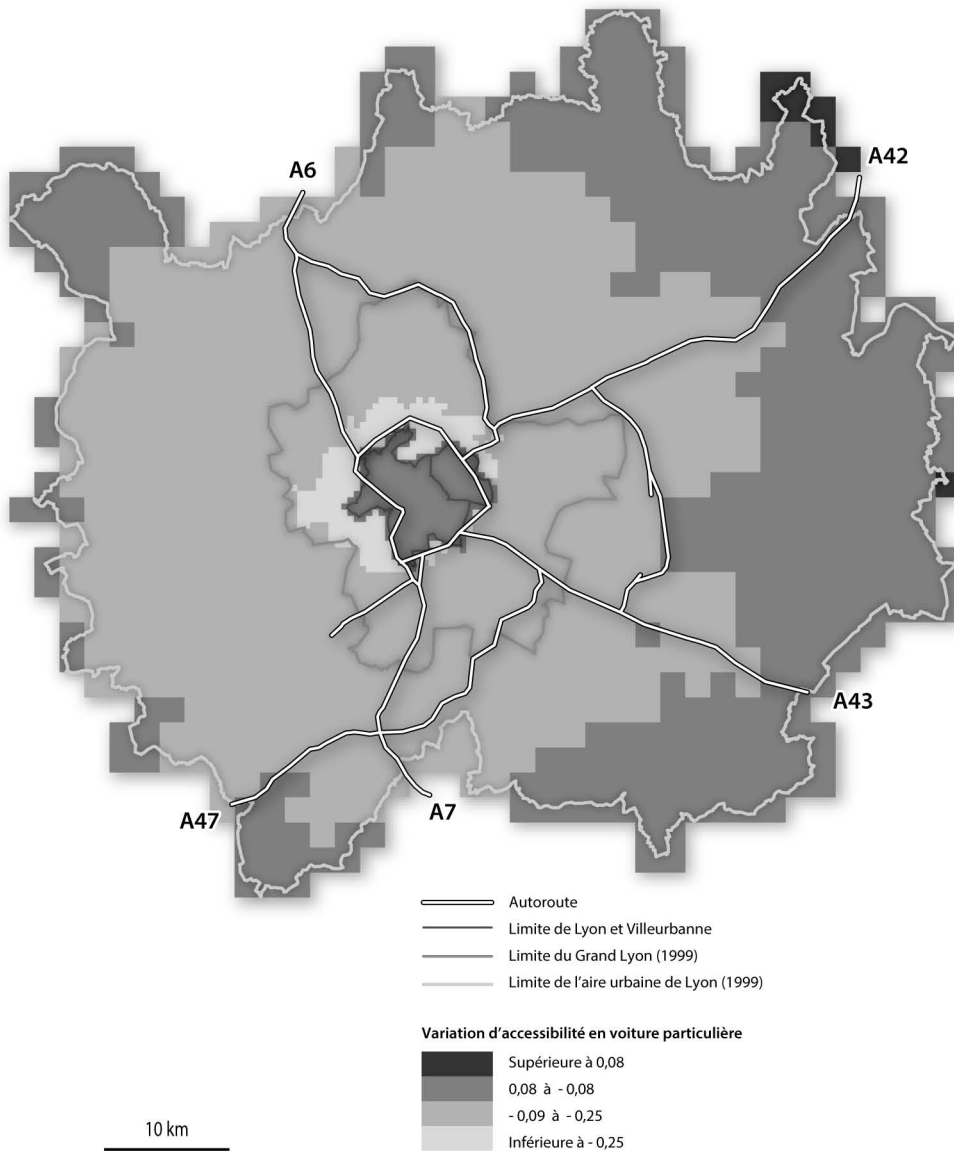 A6
A42
A43
A47
A7
Autoroute
Limite de Lyon et Villeurbanne
Limite du Grand Lyon (1999)
Limite de l'aire urbaine de Lyon (1999)
Variation d'accessibilité en voiture particulière
Supérieure à 0,08
0,08 à - 0,08
- 0,09 à - 0,25
Inférieure à - 0,25
10 km